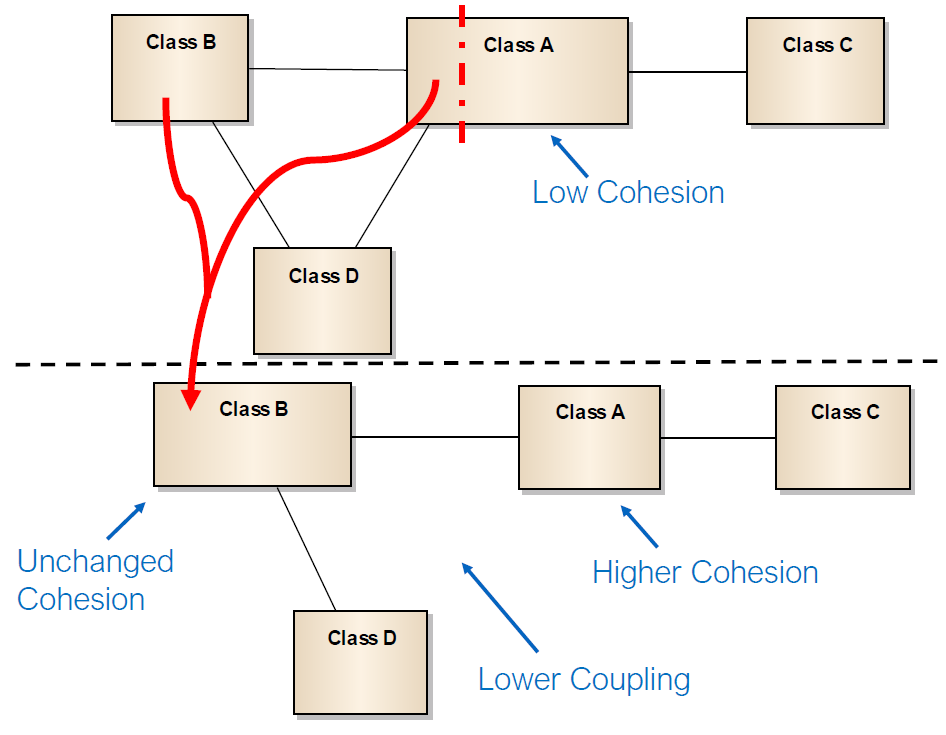 Class B
Class A
Class C
Low Cohesion
Class D
Class B
Class A
Class C
Unchanged
Cohesion
Higher Cohesion
Class D
Lower Coupling